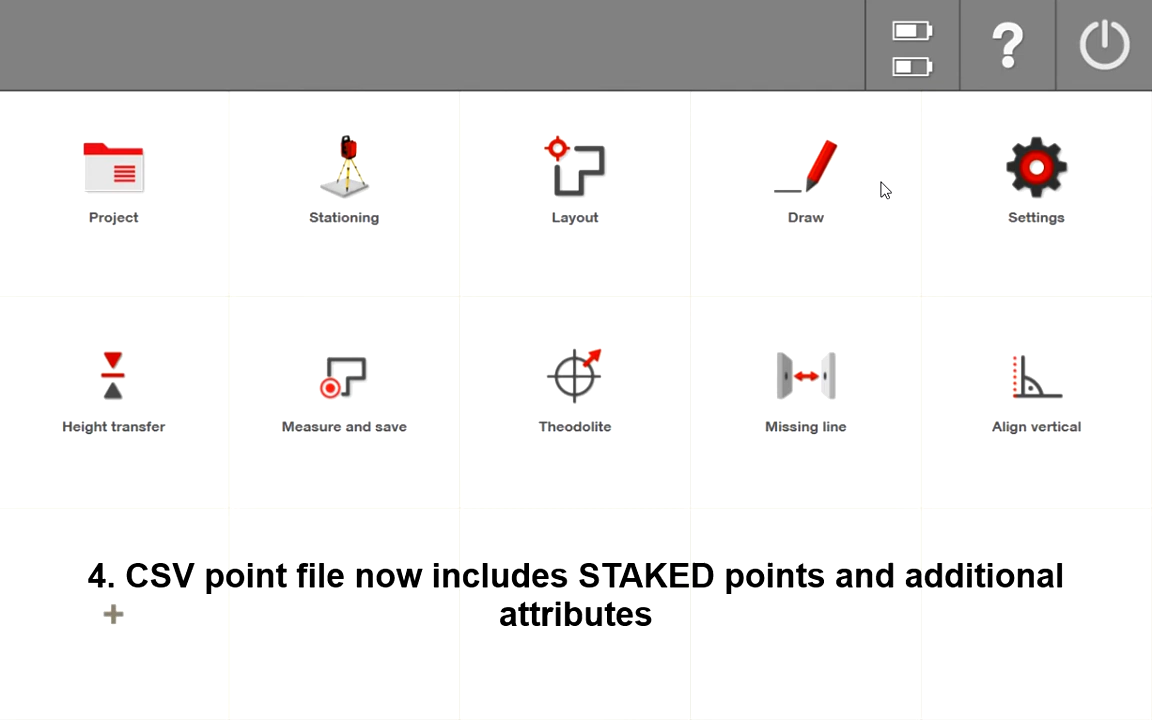 Project
Stationing
Layout
Draw
Settings
Height transfer
Measure and save
Theodolite
Missing line
Align vertical
4. CSV point file now includes STAKED points and additional
attributes